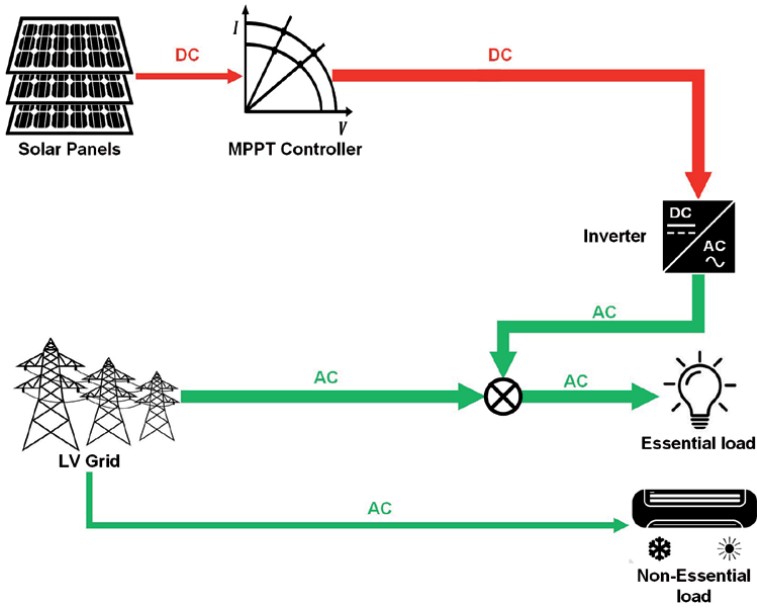 DC
DC
I
V
Solar Panels
MPPT Controller
DC
AC
Inverter
AC
AC
AC
Essential load
LV Grid
AC
Non-Essential
load